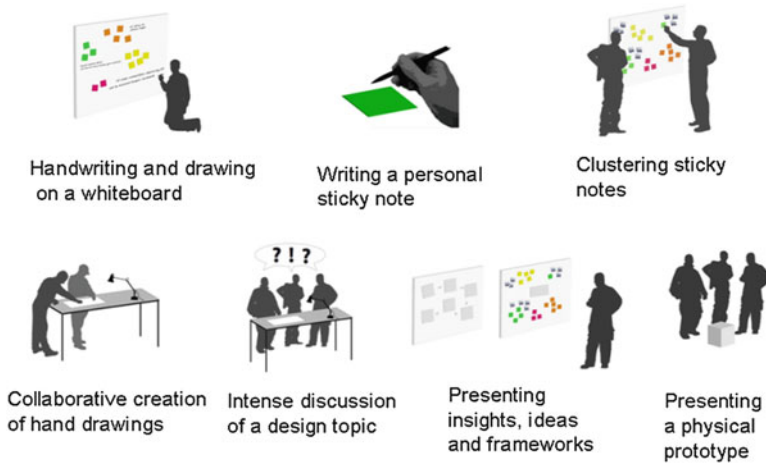 Handwriting and drawing
on a whiteboard
Writing a personal
sticky note
Clustering sticky
notes
? ! ?
Collaborative creation
of hand drawings
Intense discussion
of a design topic
Presenting
insights, ideas
and frameworks
Presenting
a physical
prototype